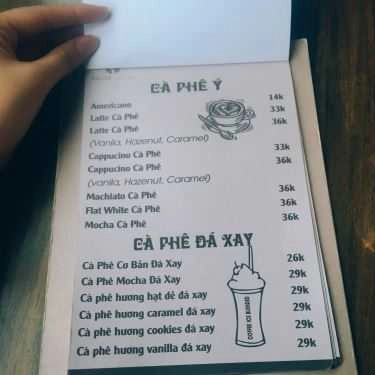 CÀ PHÊ Ý
Americano 14k
Latte Cà Phê 33k
Latte Cà Phê 36k
(Vanila, Hazenut, Caramel)
Cappucino Cà Phê 33k
Cappucino Cà Phê 36k
(vanila, Hazenut, Caramel)
Machiato Cà Phê 36k
Flat White Cà Phê 36k
Mocha Cà Phê 36k
CÀ PHÊ ĐÁ XAY
Cà Phê Cơ Bản Đá Xay 26k
Cà Phê Mocha Đá Xay 29k
Cà phê hương hạt dẻ đá xay 29k
Cà phê hương caramel đá xay 29k
Cà phê hương cookies đá xay 29k
Cà phê hương vanilla đá xay 29k